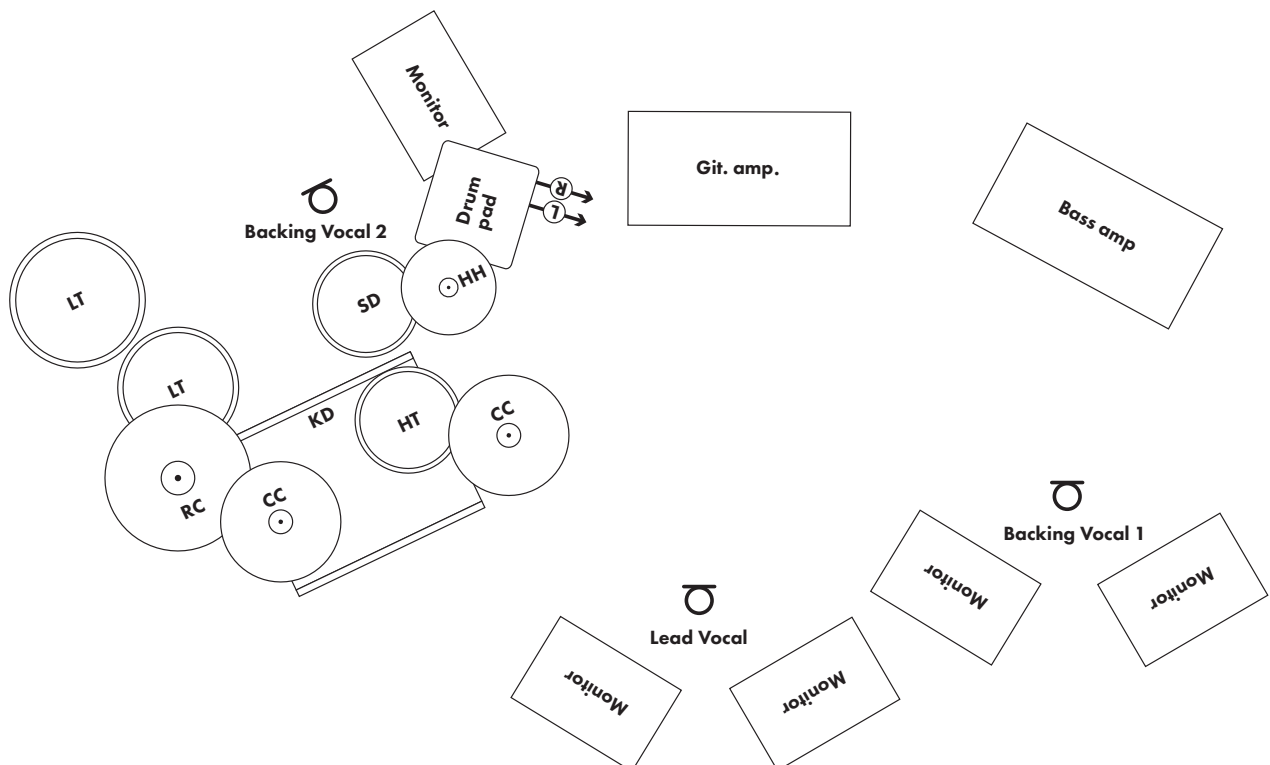 Monitor
Git. amp.
Drum
pad
R
L
Bass amp
Backing Vocal 2
HH
LT
SD
LT
KD
HT
CC
RC
CC
Backing Vocal 1
Monitor
Monitor
Lead Vocal
Monitor
Monitor